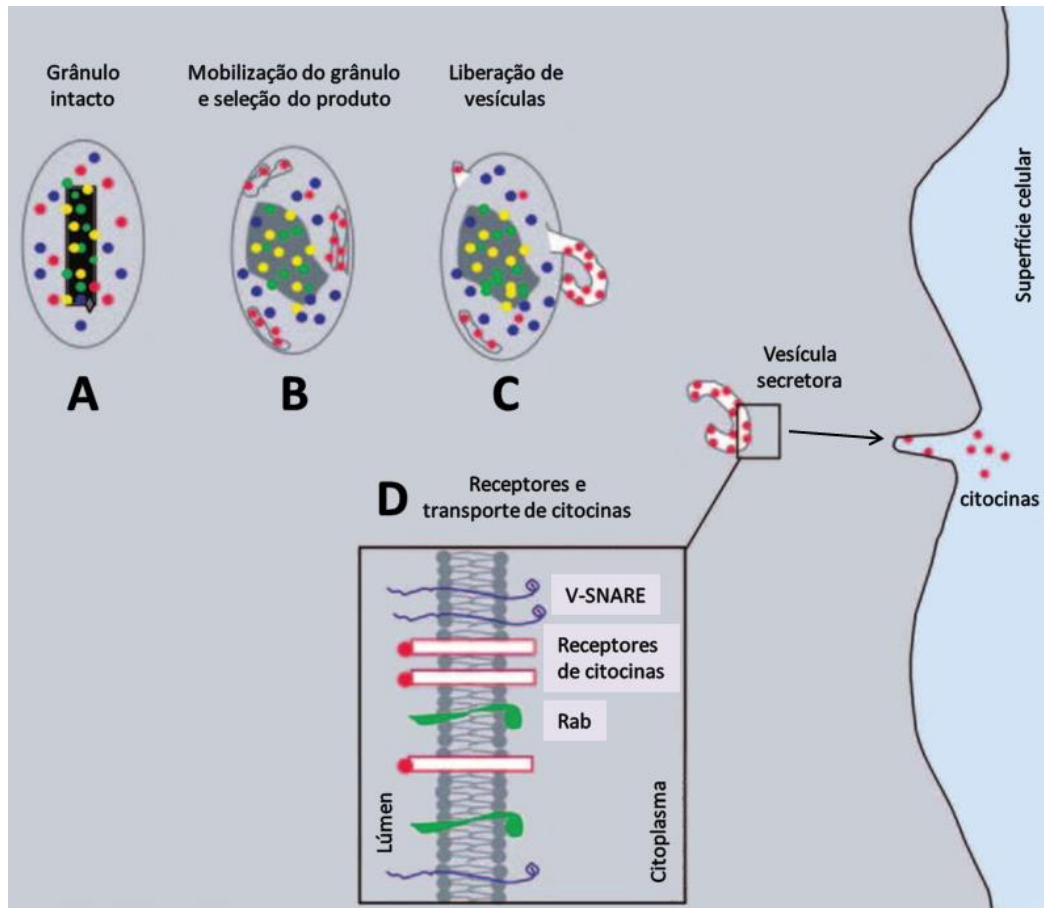 Grânulo
intacto
Mobilização do grânulo
e seleção do produto
Liberação de
vesículas
A
B
C
Superfície celular
Vesícula
secretora
citocinas
D
Receptores e
transporte de citocinas
V-SNARE
Receptores
de citocinas
Rab
Lúmen
Citoplasma